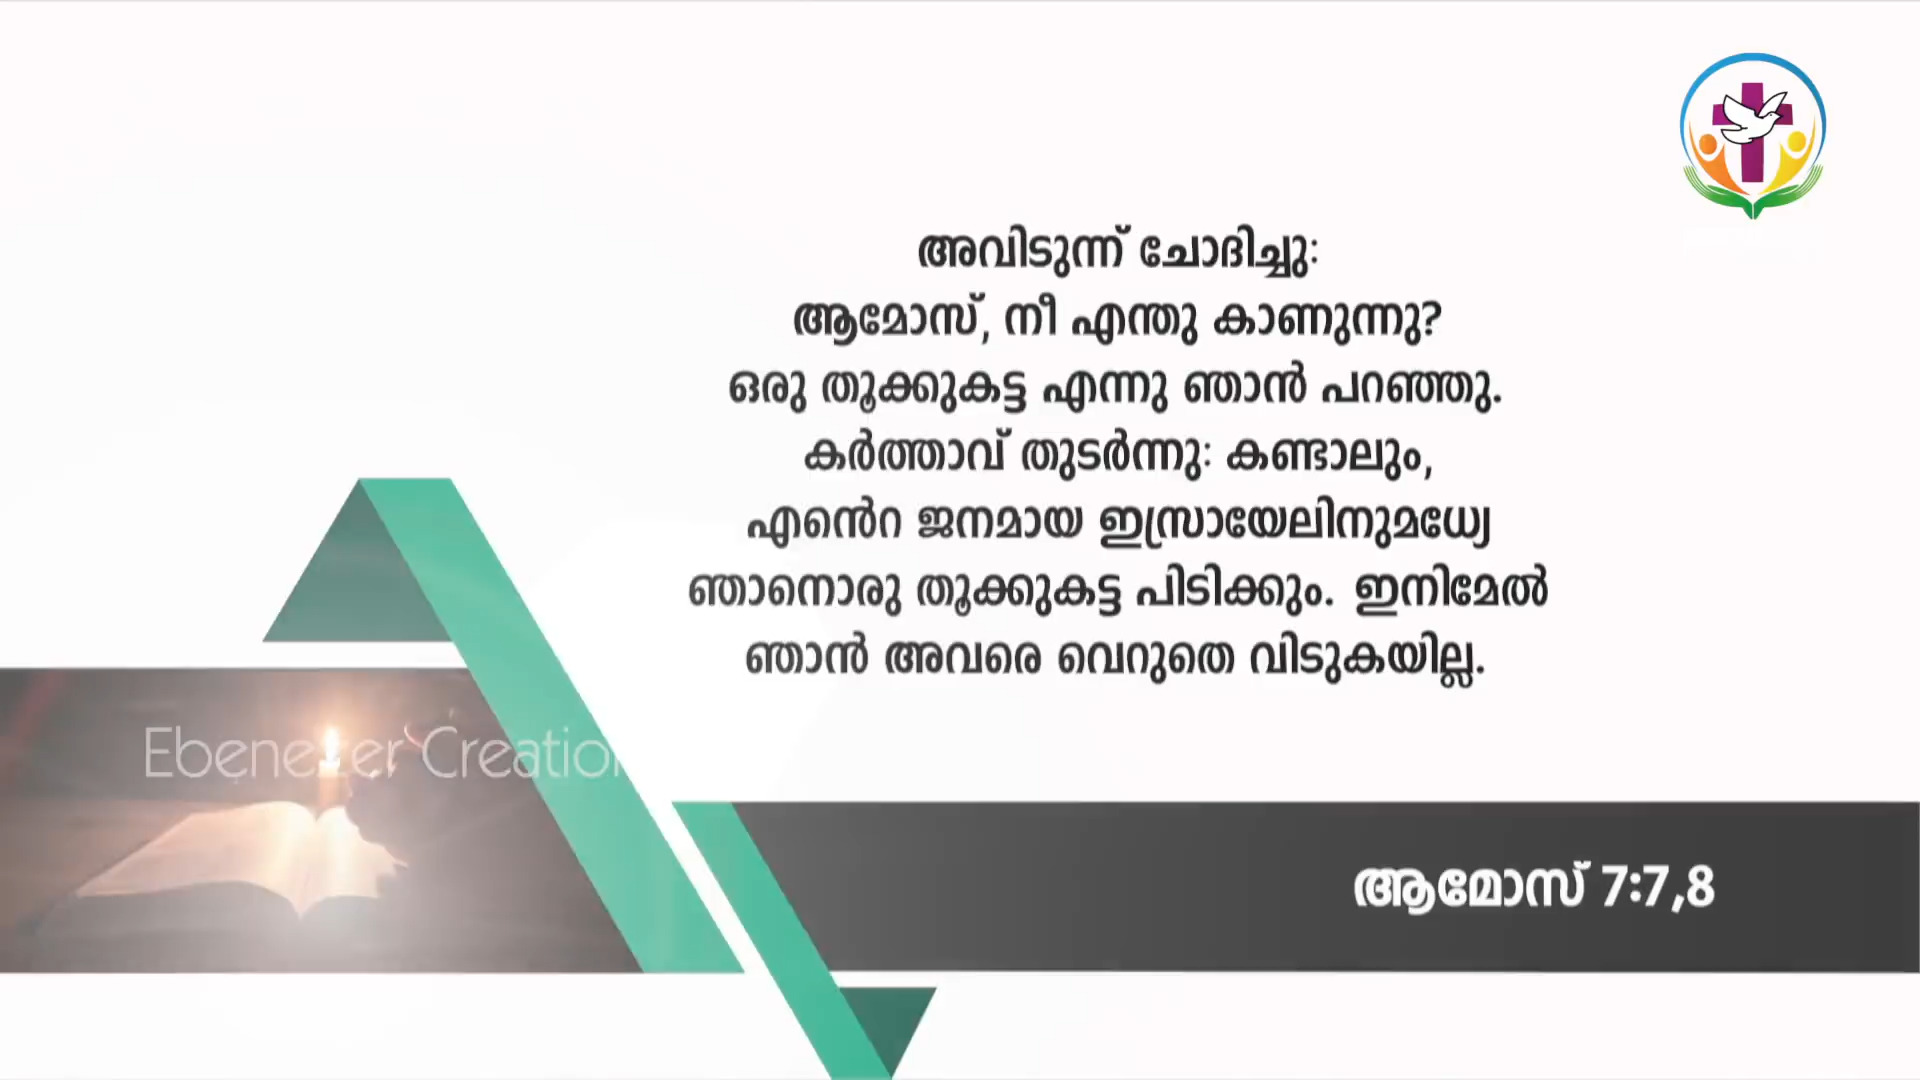 അവിടുന്ന് ചോദിച്ചു:
ആമോസ്, നീ എന്തു കാണുന്നു?
ഒരു തൂക്കുകട്ട എന്നു ഞാൻ പറഞ്ഞു.
കർത്താവ് തുടർന്നു: കണ്ടാലും,
എൻെറ ജനമായ ഇസ്രായേലിനുമധ്യേ
ഞാനൊരു തൂക്കുകട്ട പിടിക്കും. ഇനിമേൽ
ഞാൻ അവരെ വെറുതെ വിടുകയില്ല.
Ebenezer Creation
ആമോസ് 7:7,8